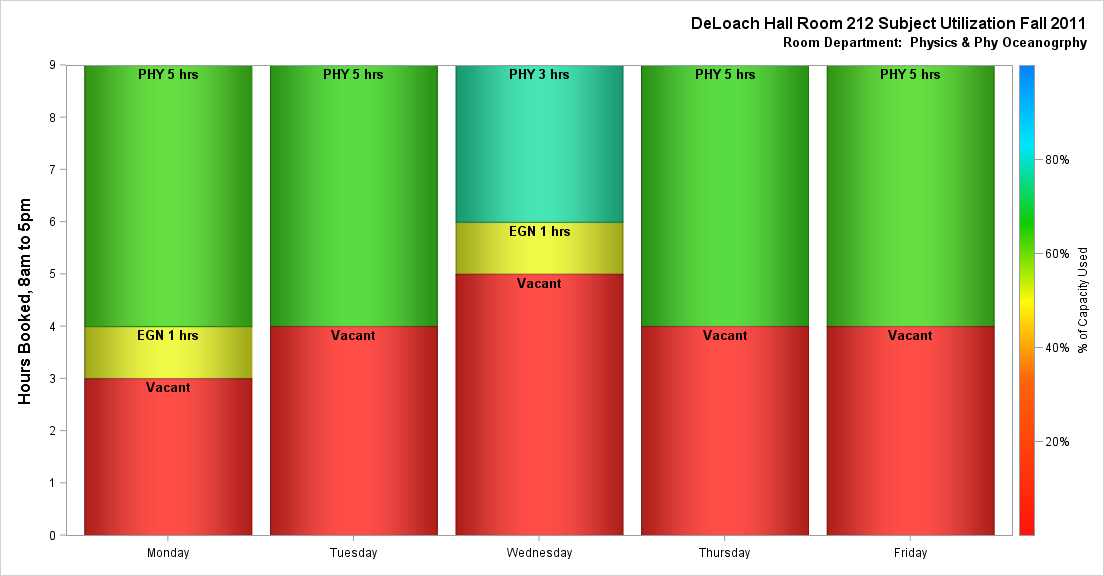 DeLoach Hall Room 212 Subject Utilization Fall 2011
Room Department: Physics & Phy Oceanogrphy
Hours Booked, 8am to 5pm
9
8
7
6
5
4
3
2
1
0
PHY 5 hrs
EGN 1 hrs
Vacant
PHY 5 hrs
Vacant
PHY 3 hrs
EGN 1 hrs
Vacant
PHY 5 hrs
Vacant
PHY 5 hrs
Vacant
Monday
Tuesday
Wednesday
Thursday
Friday
80%
60%
40%
20%
% of Capacity Used